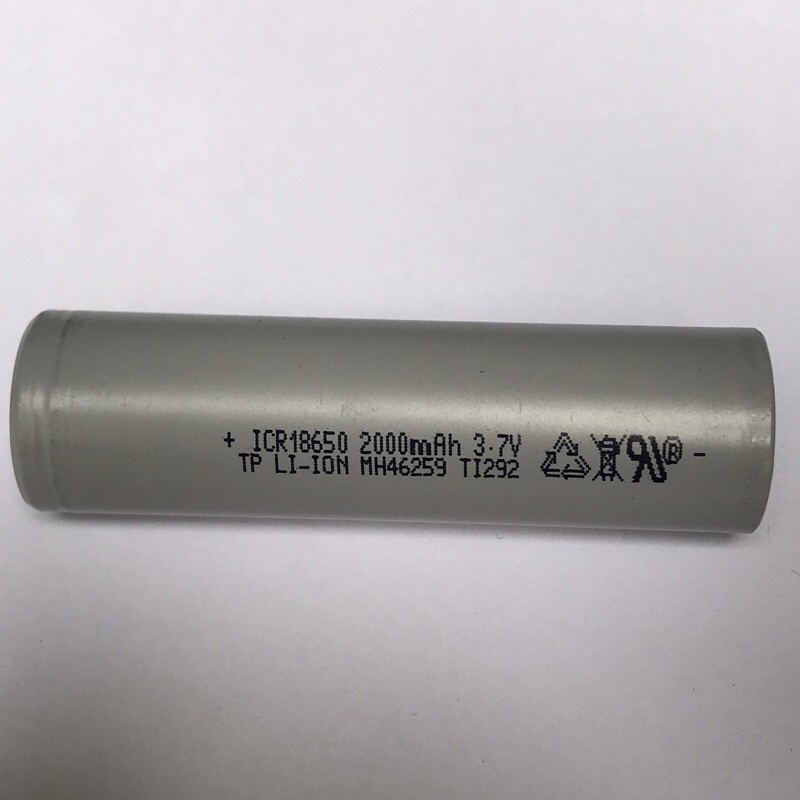 + ICR18650 2000mAh 3.7V -
TP LI-ION MH46259 TI292